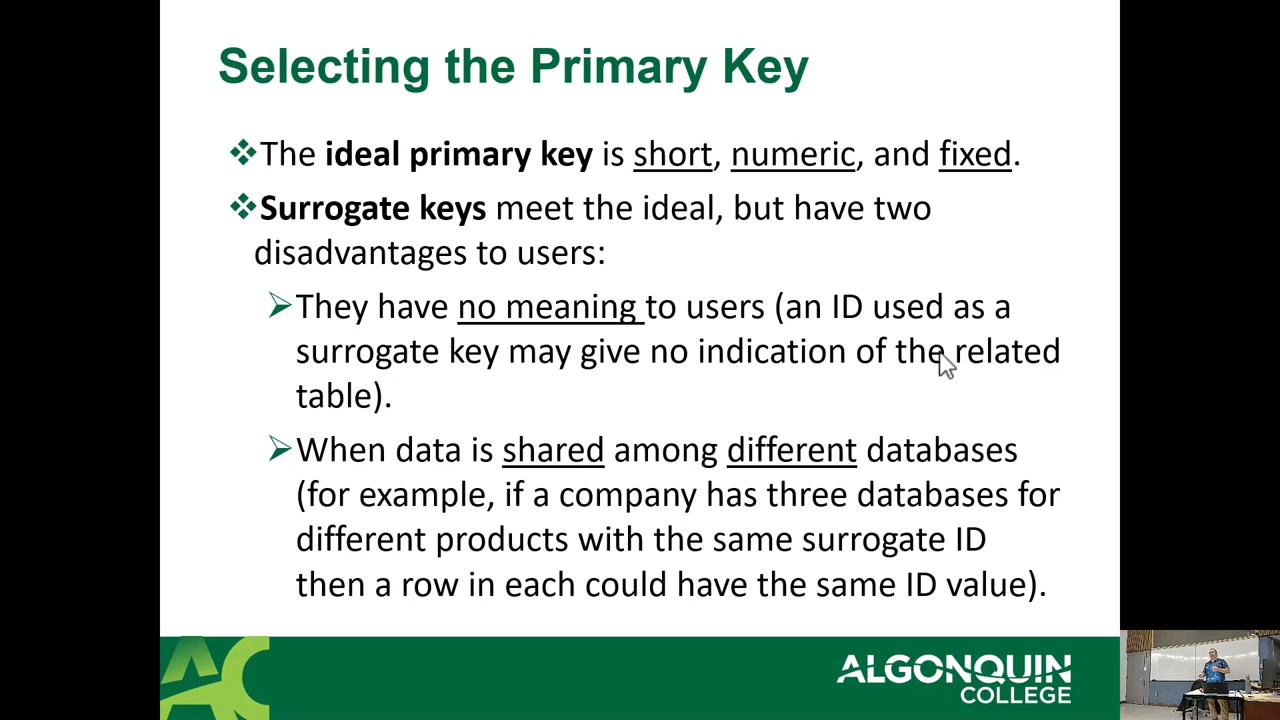 Selecting the Primary Key
❖The ideal primary key is short, numeric, and fixed.
❖Surrogate keys meet the ideal, but have two
disadvantages to users:
➢They have no meaning to users (an ID used as a
surrogate key may give no indication of the related
table).
➢When data is shared among different databases
(for example, if a company has three databases for
different products with the same surrogate ID
then a row in each could have the same ID value).
AC
ALGONQUIN
COLLEGE